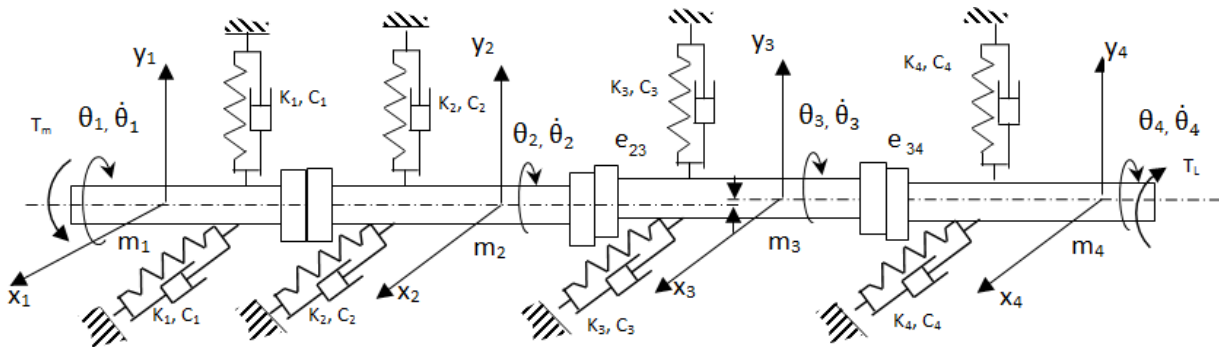 y₁
K₁, C₁
K₂, C₂
y₂
K₃, C₃
y₃
K₄, C₄
y₄
Tₘ
θ₁, θ̇₁
θ₂, θ̇₂
e₂₃
θ₃, θ̇₃
e₃₄
θ₄, θ̇₄
T_L
m₁
m₂
m₃
m₄
x₁
x₂
x₃
x₄
K₁, C₁
K₂, C₂
K₃, C₃
K₄, C₄